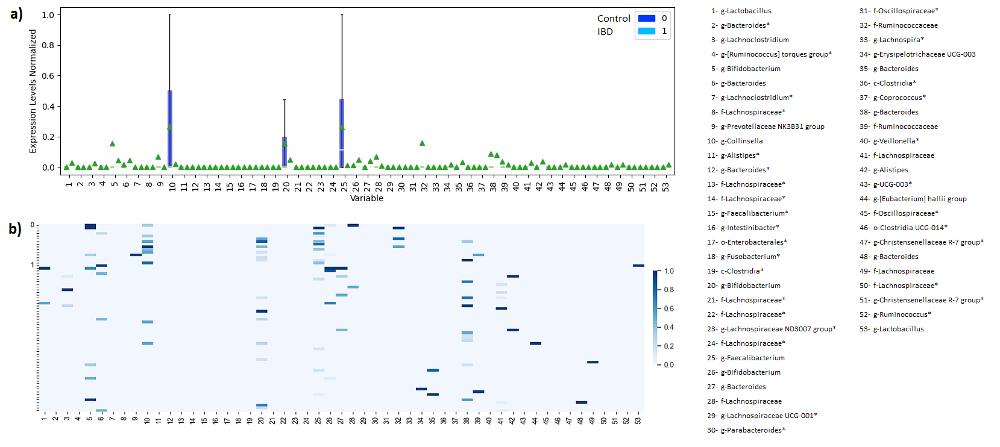 a)
Expression Levels Normalized
1.0
0.8
0.6
0.4
0.2
0.0
Control 0
IBD 1
1 2 3 4 5 6 7 8 9 10 11 12 13 14 15 16 17 18 19 20 21 22 23 24 25 26 27 28 29 30 31 32 33 34 35 36 37 38 39 40 41 42 43 44 45 46 47 48 49 50 51 52 53
Variable
b)
0
1
1 2 3 4 5 6 7 8 9 10 11 12 13 14 15 16 17 18 19 20 21 22 23 24 25 26 27 28 29 30 31 32 33 34 35 36 37 38 39 40 41 42 43 44 45 46 47 48 49 50 51 52 53
1.0
0.8
0.6
0.4
0.2
0.0
1- g-Lactobacillus
2- g-Bacteroides*
3- g-Lachnoclostridium
4- g-[Ruminococcus] torques group*
5- g-Bifidobacterium
6- g-Bacteroides
7- g-Lachnoclostridium*
8- f-Lachnospiraceae*
9- g-Prevotellaceae NK3B31 group
10- g-Collinsella
11- g-Alistipes*
12- g-Bacteroides*
13- f-Lachnospiraceae*
14- f-Lachnospiraceae*
15- g-Faecalibacterium*
16- g-Intestinibacter*
17- o-Enterobacterales*
18- g-Fusobacterium*
19- c-Clostridia*
20- g-Bifidobacterium
21- f-Lachnospiraceae*
22- f-Lachnospiraceae*
23- g-Lachnospiraceae ND3007 group*
24- f-Lachnospiraceae*
25- g-Faecalibacterium
26- g-Bifidobacterium
27- g-Bacteroides
28- f-Lachnospiraceae
29- g-Lachnospiraceae UCG-001*
30- g-Parabacteroides*
31- f-Oscillospiraceae*
32- f-Ruminococcaceae
33- g-Lachnospira*
34- g-Erysipelotrichaceae UCG-003
35- g-Bacteroides
36- c-Clostridia*
37- g-Coprococcus*
38- g-Bacteroides
39- f-Ruminococcaceae
40- g-Veillonella*
41- f-Lachnospiraceae
42- g-Alistipes
43- g-UCG-003*
44- g-[Eubacterium] hallii group
45- f-Oscillospiraceae*
46- o-Clostridia UCG-014*
47- g-Christensenellaceae R-7 group*
48- g-Bacteroides
49- f-Lachnospiraceae
50- f-Lachnospiraceae*
51- g-Christensenellaceae R-7 group*
52- g-Ruminococcus*
53- g-Lactobacillus